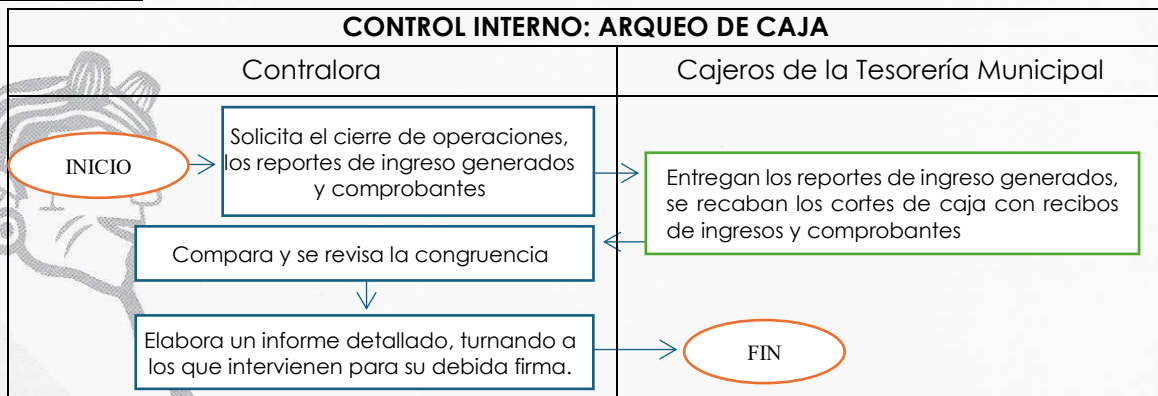 CONTROL INTERNO: ARQUEO DE CAJA
Contralora
Cajeros de la Tesorería Municipal
INICIO
Solicita el cierre de operaciones,
los reportes de ingreso generados
y comprobantes
Entregan los reportes de ingreso generados,
se recaban los cortes de caja con recibos
de ingresos y comprobantes
Compara y se revisa la congruencia
Elabora un informe detallado, turnando a
los que intervienen para su debida firma.
FIN